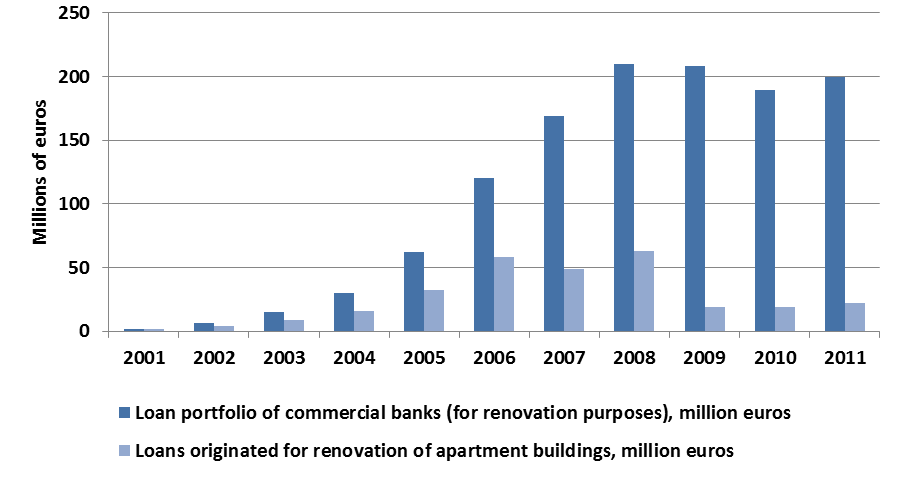 250
200
150
100
50
0
Millions of euros
2001 2002 2003 2004 2005 2006 2007 2008 2009 2010 2011
Loan portfolio of commercial banks (for renovation purposes), million euros
Loans originated for renovation of apartment buildings, million euros